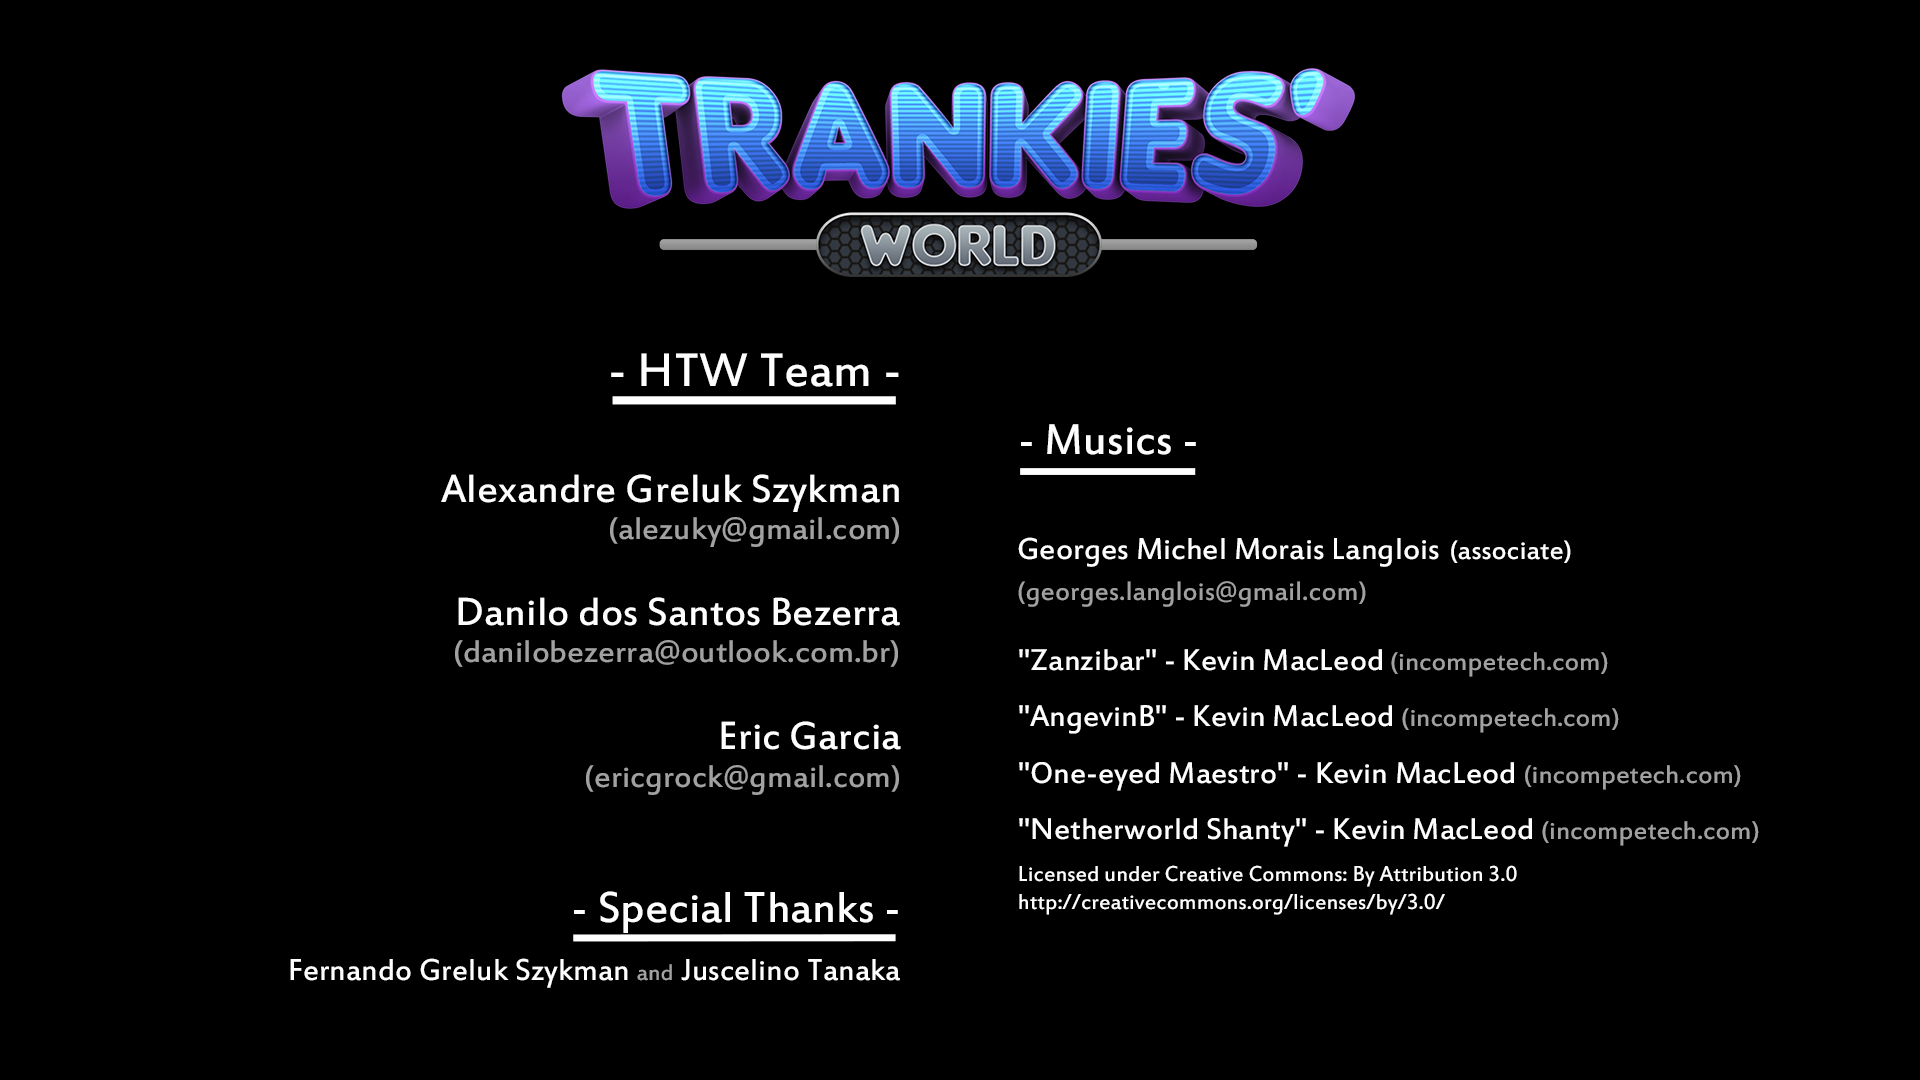 TRANKIES'
WORLD
- HTW Team -
Alexandre Greluk Szykman
(alezuky@gmail.com)
Danilo dos Santos Bezerra
(danilobezerra@outlook.com.br)
Eric Garcia
(ericgrock@gmail.com)
- Special Thanks -
Fernando Greluk Szykman and Juscelino Tanaka
- Musics -
Georges Michel Morais Langlois (associate)
(georges.langlois@gmail.com)
"Zanzibar" - Kevin MacLeod (incompetech.com)
"AngevinB" - Kevin MacLeod (incompetech.com)
"One-eyed Maestro" - Kevin MacLeod (incompetech.com)
"Netherworld Shanty" - Kevin MacLeod (incompetech.com)
Licensed under Creative Commons: By Attribution 3.0
http://creativecommons.org/licenses/by/3.0/